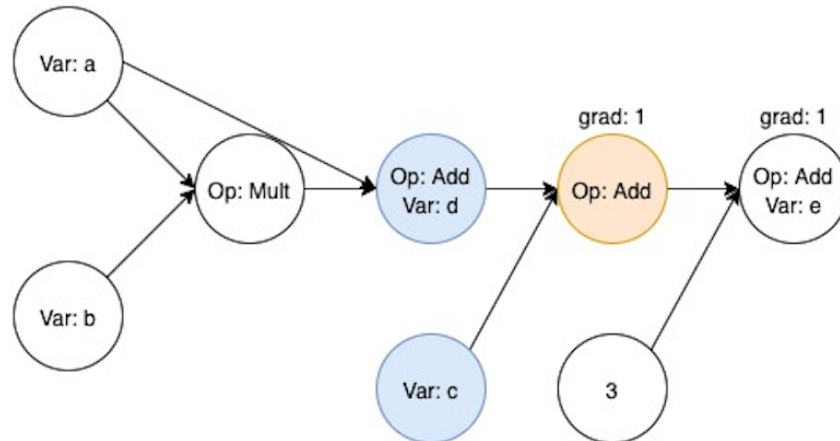 Var: a
grad: 1
grad: 1
Op: Mult
Op: Add
Var: d
Op: Add
Op: Add
Var: e
Var: b
Var: c
3